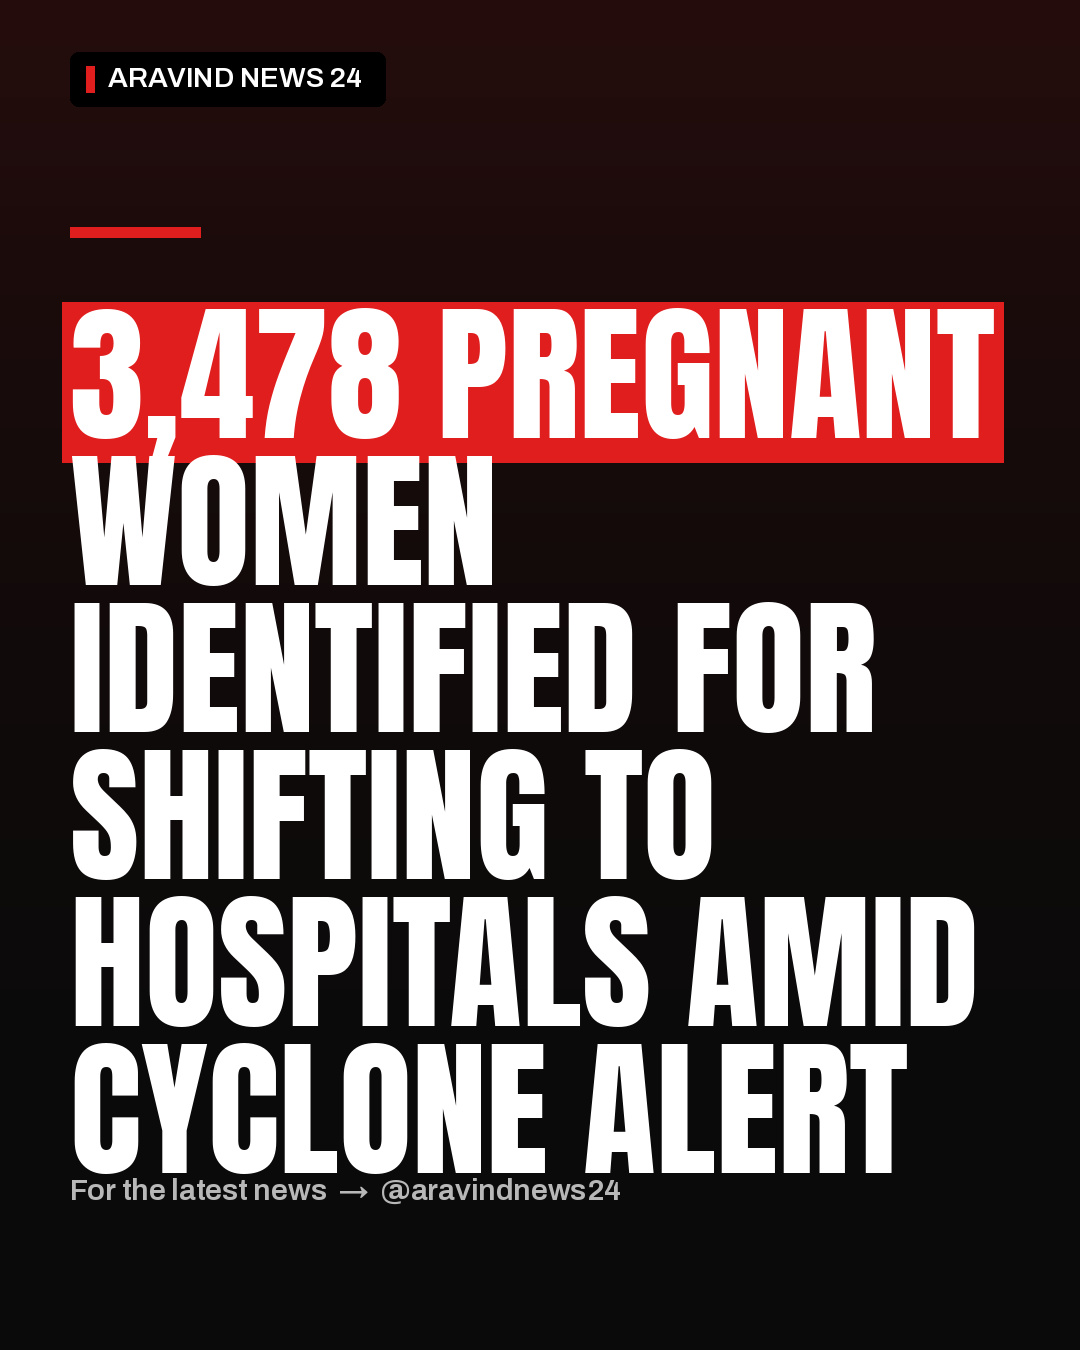 ARAVIND NEWS 24
3,478 PREGNANT
WOMEN
IDENTIFIED FOR
SHIFTING TO
HOSPITALS AMID
CYCLONE ALERT
For the latest news → @aravindnews24